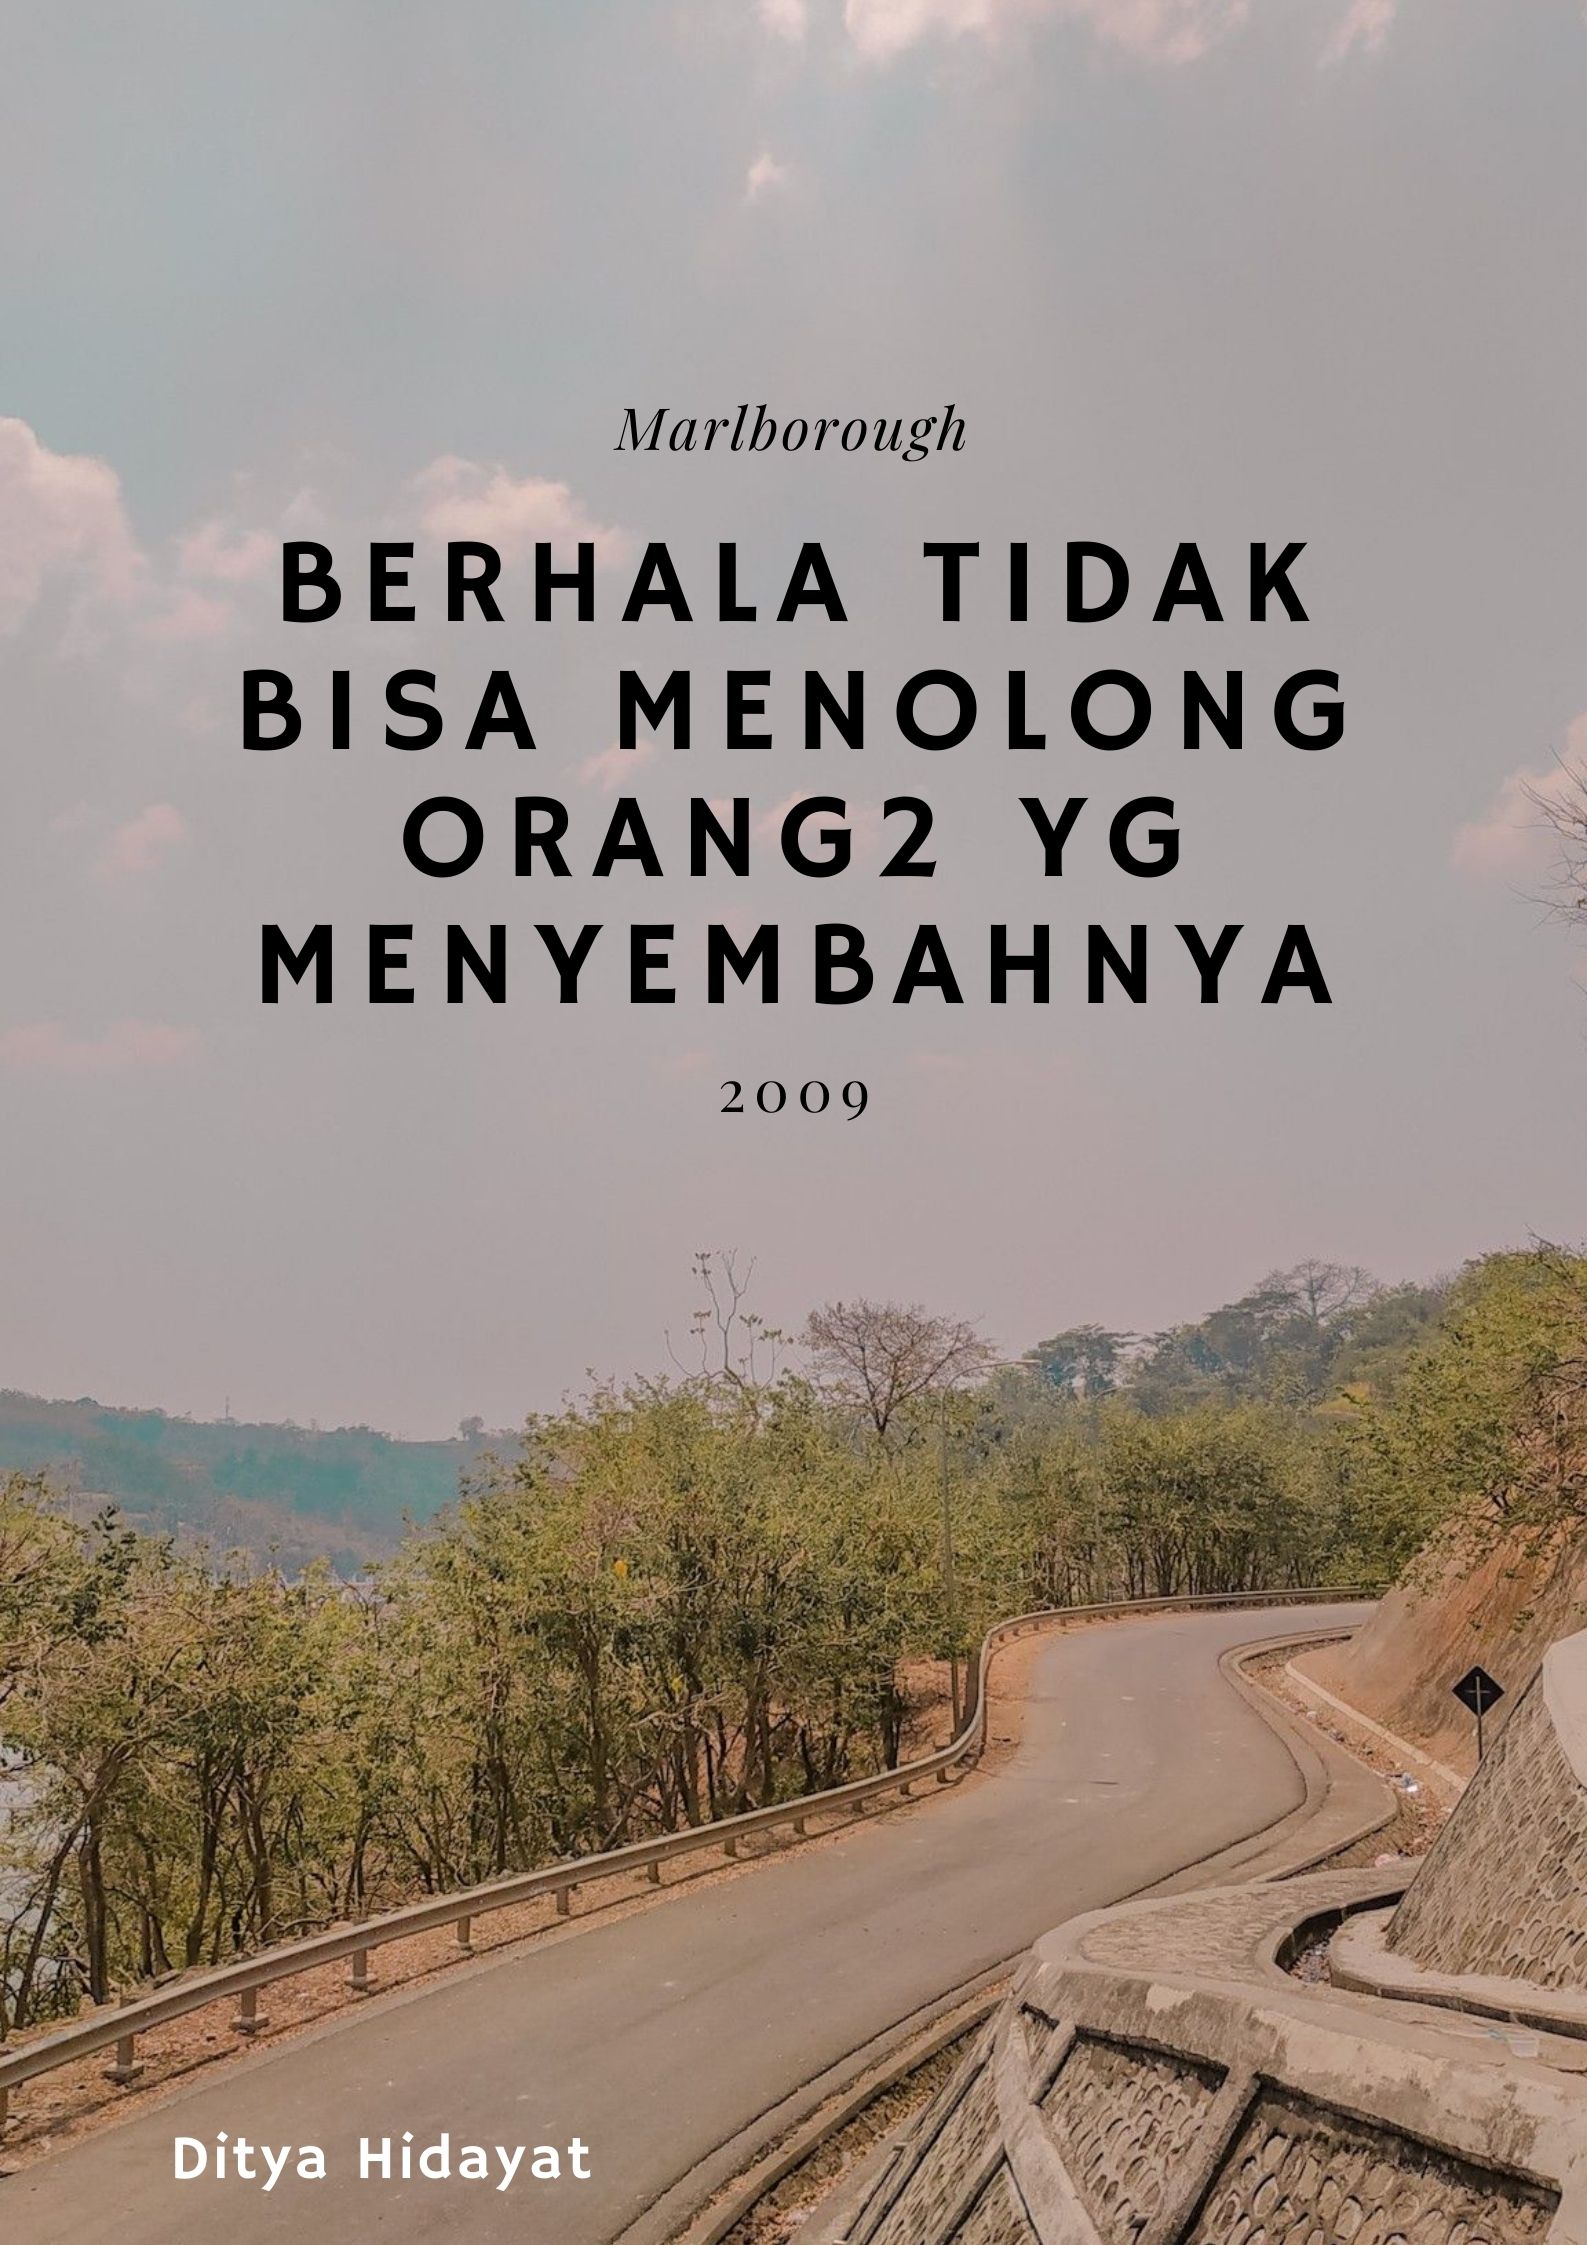 Marlborough
BERHALA TIDAK
BISA MENOLONG
ORANG2 YG
MENYEMBAHNYA
2009
Ditya Hidayat